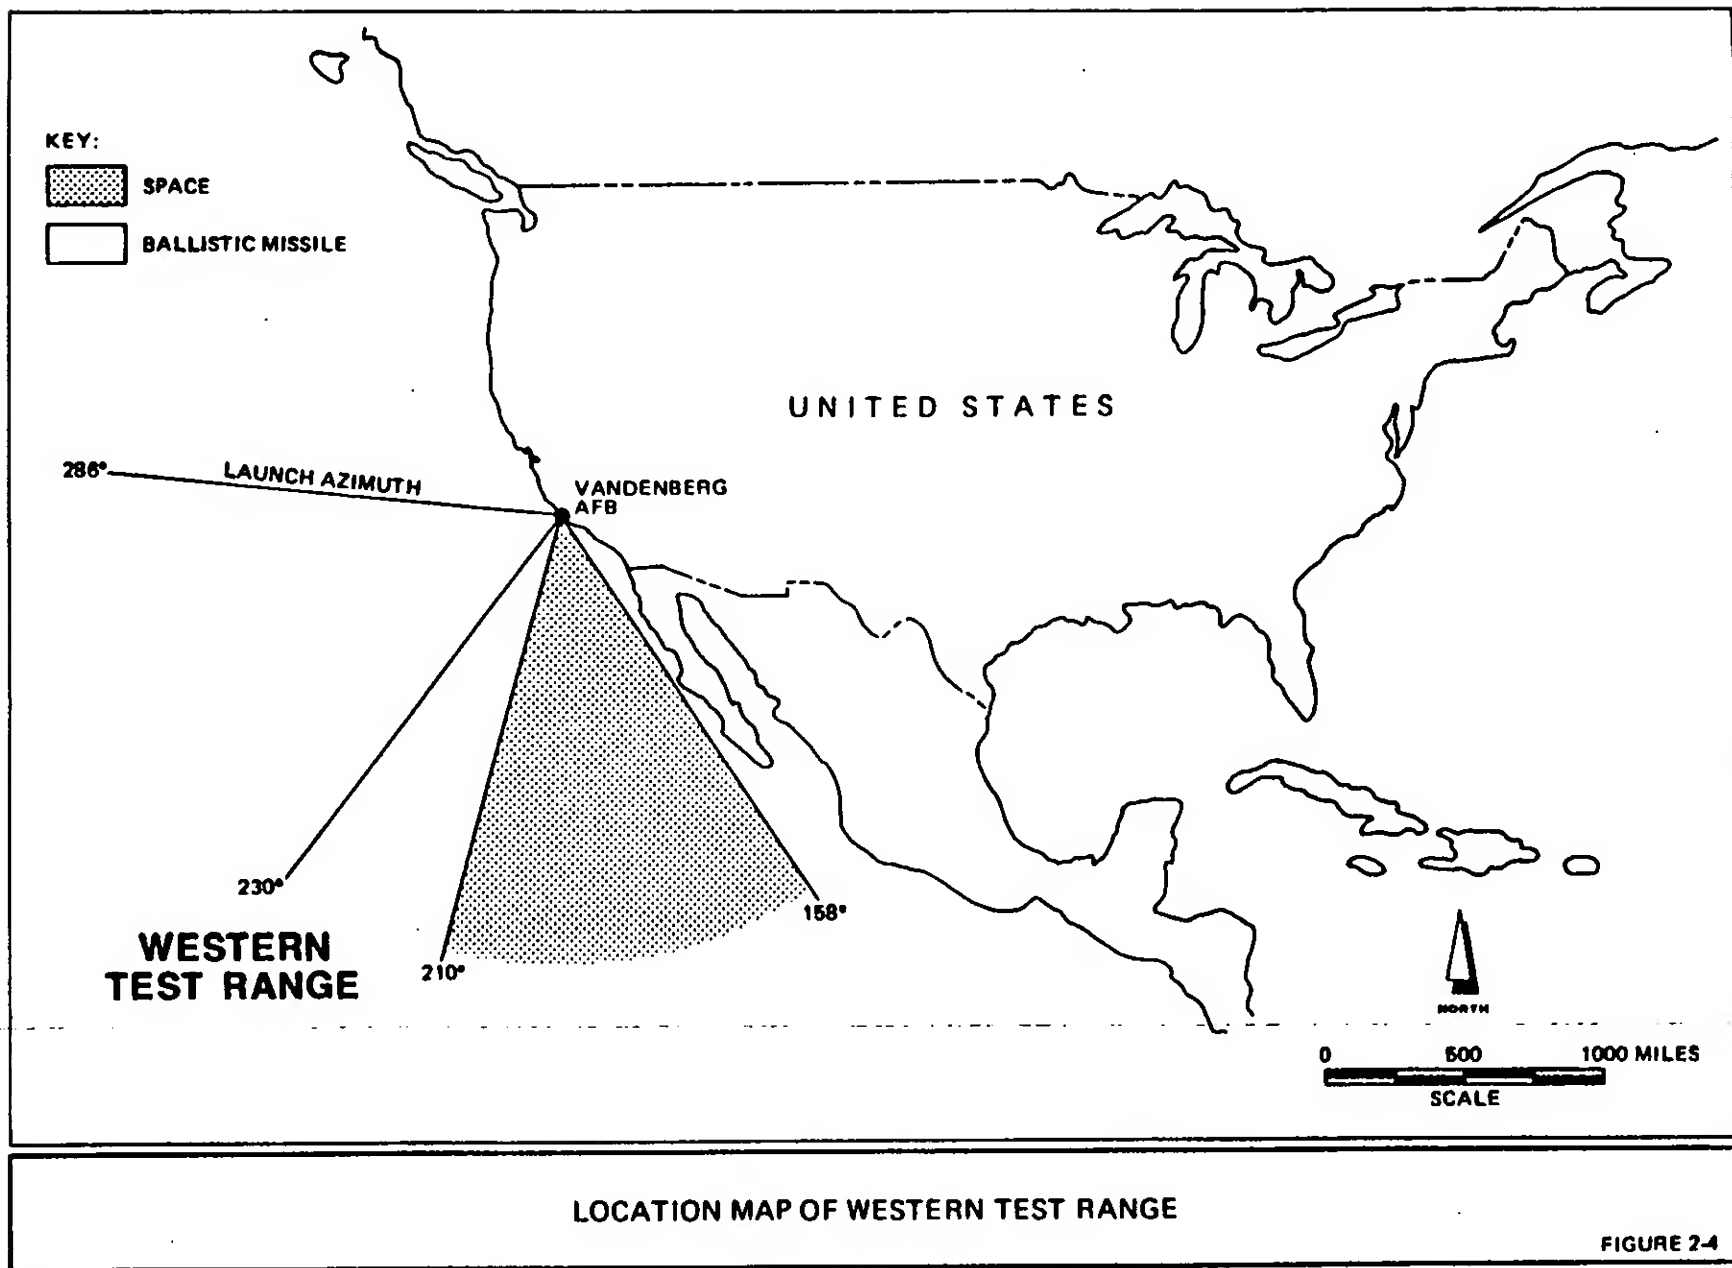 KEY:
SPACE
BALLISTIC MISSILE
UNITED STATES
286°
LAUNCH AZIMUTH
VANDENBERG
AFB
230°
WESTERN
TEST RANGE
210°
158°
NORTH
0 500 1000 MILES
SCALE
LOCATION MAP OF WESTERN TEST RANGE
FIGURE 2-4